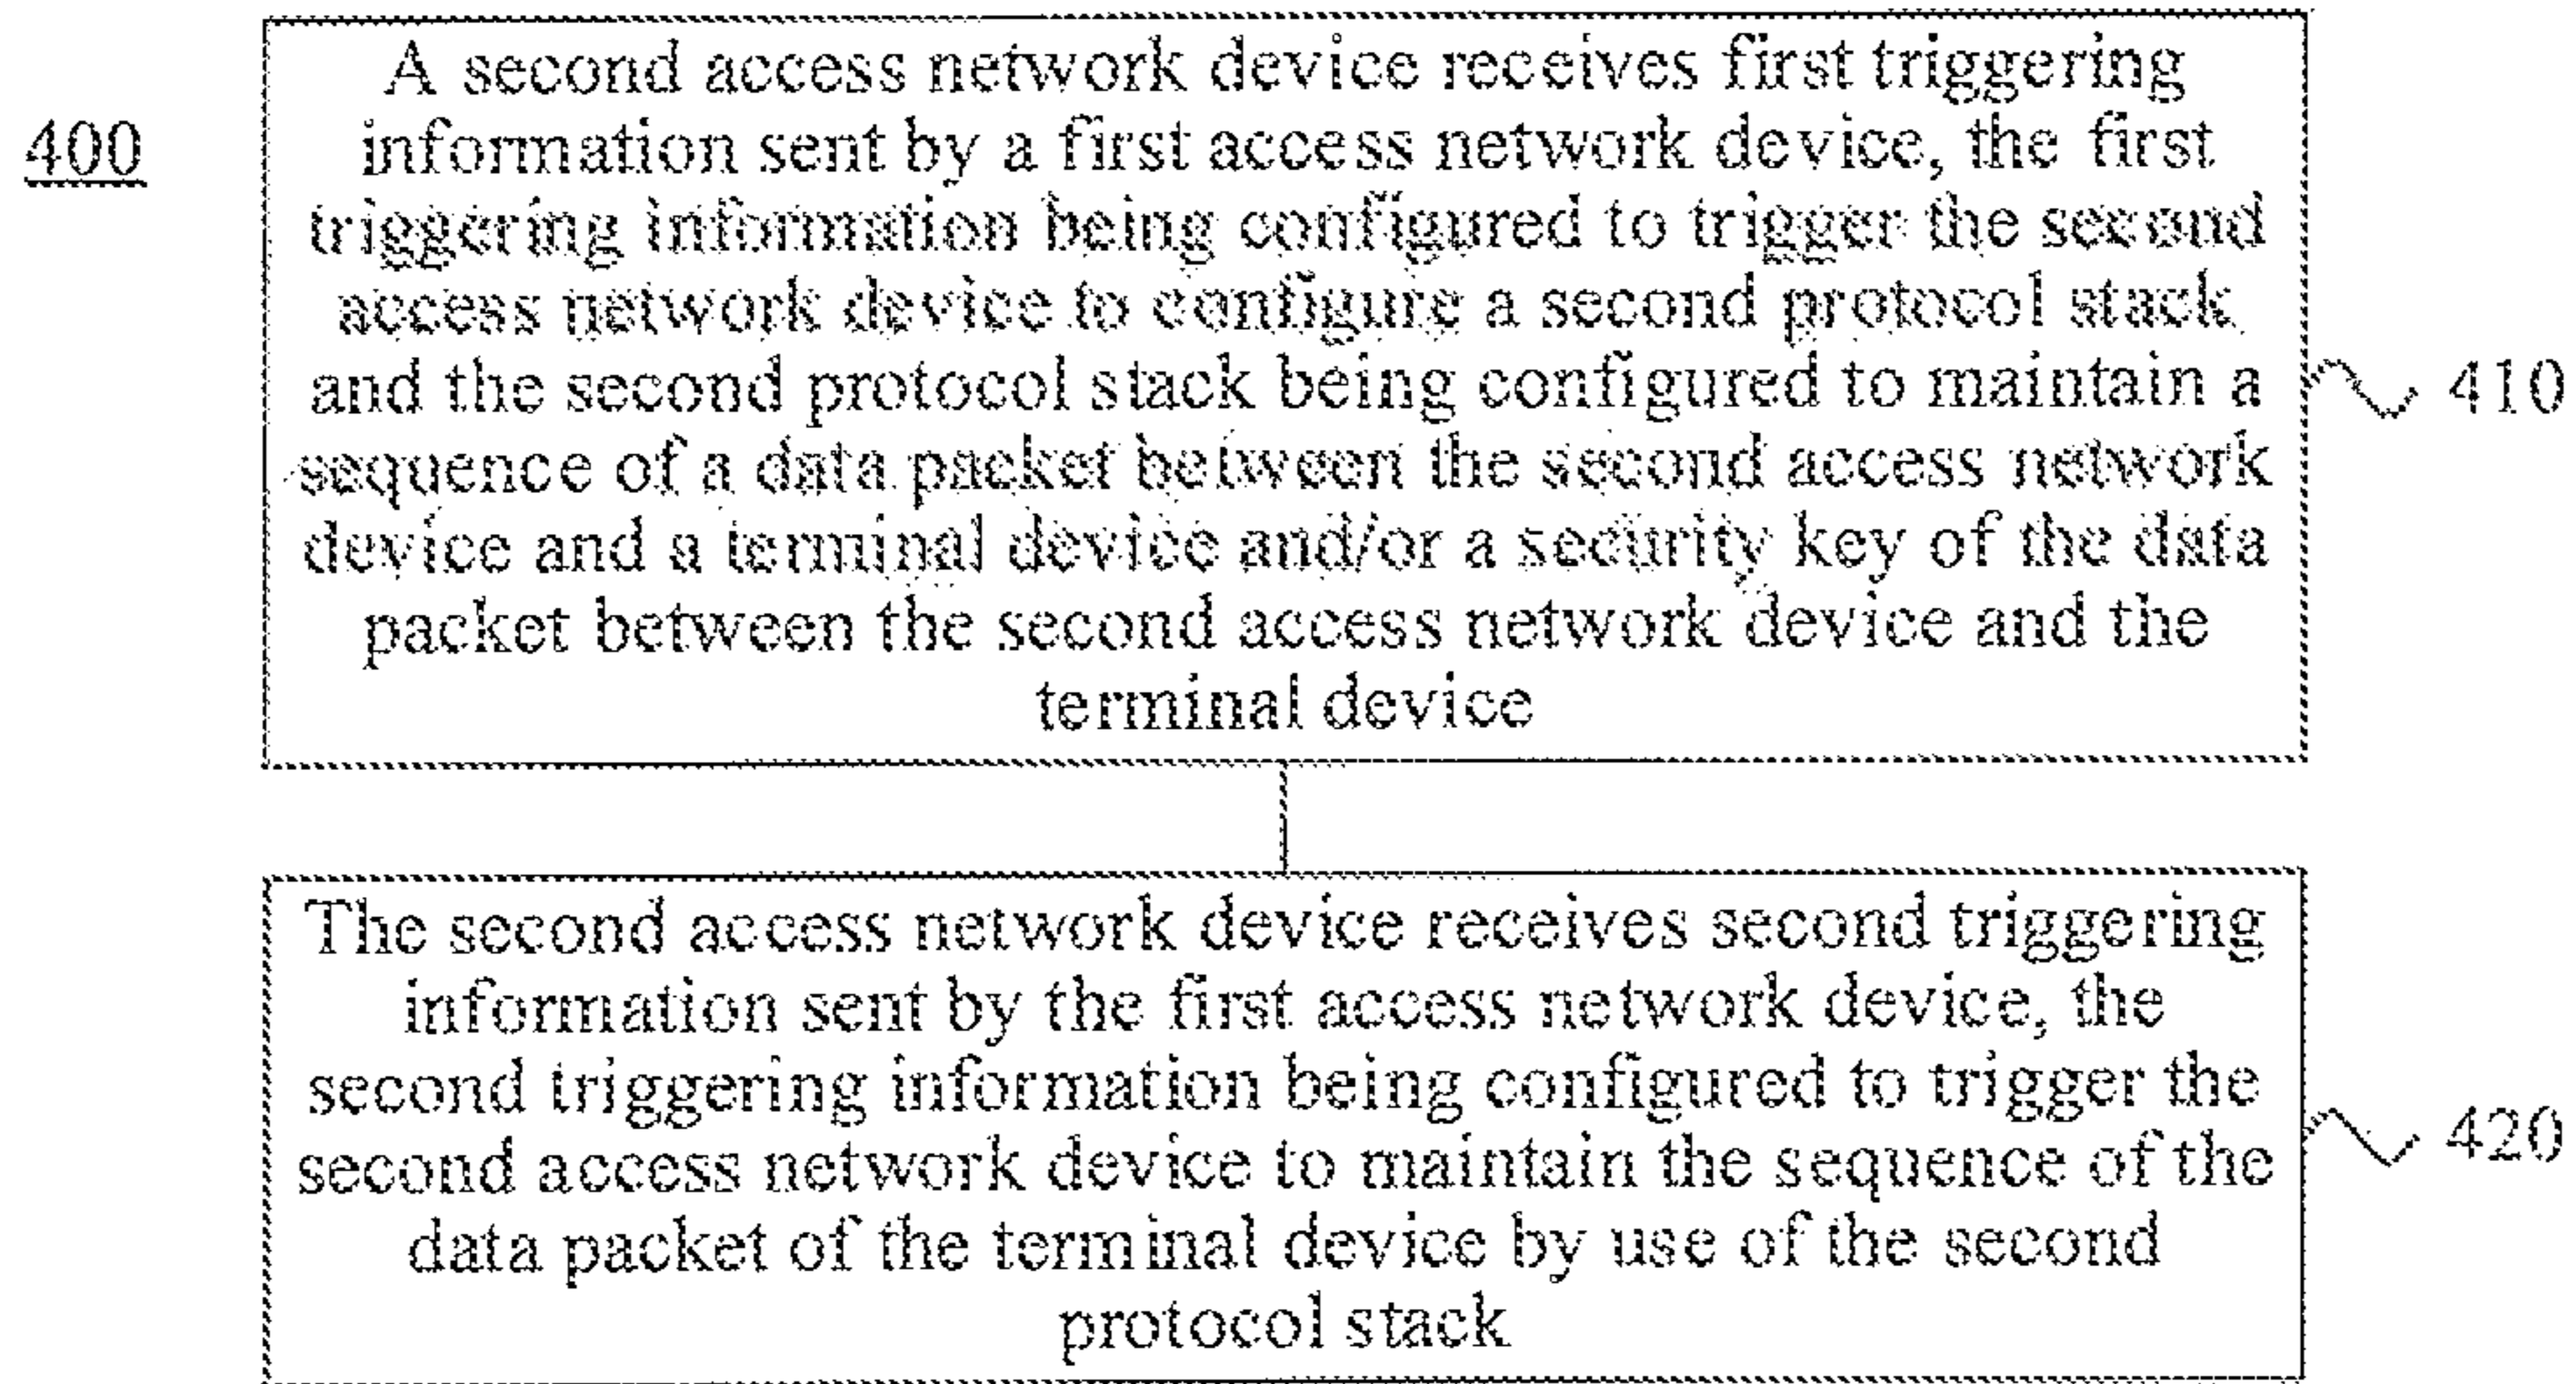 400
A second access network device receives first triggering
information sent by a first access network device, the first
triggering information being configured to trigger the second
access network device to configure a second protocol stack
and the second protocol stack being configured to maintain a
sequence of a data packet between the second access network
device and a terminal device and/or a security key of the data
packet between the second access network device and the
terminal device
410
The second access network device receives second triggering
information sent by the first access network device, the
second triggering information being configured to trigger the
second access network device to maintain the sequence of the
data packet of the terminal device by use of the second
protocol stack
420